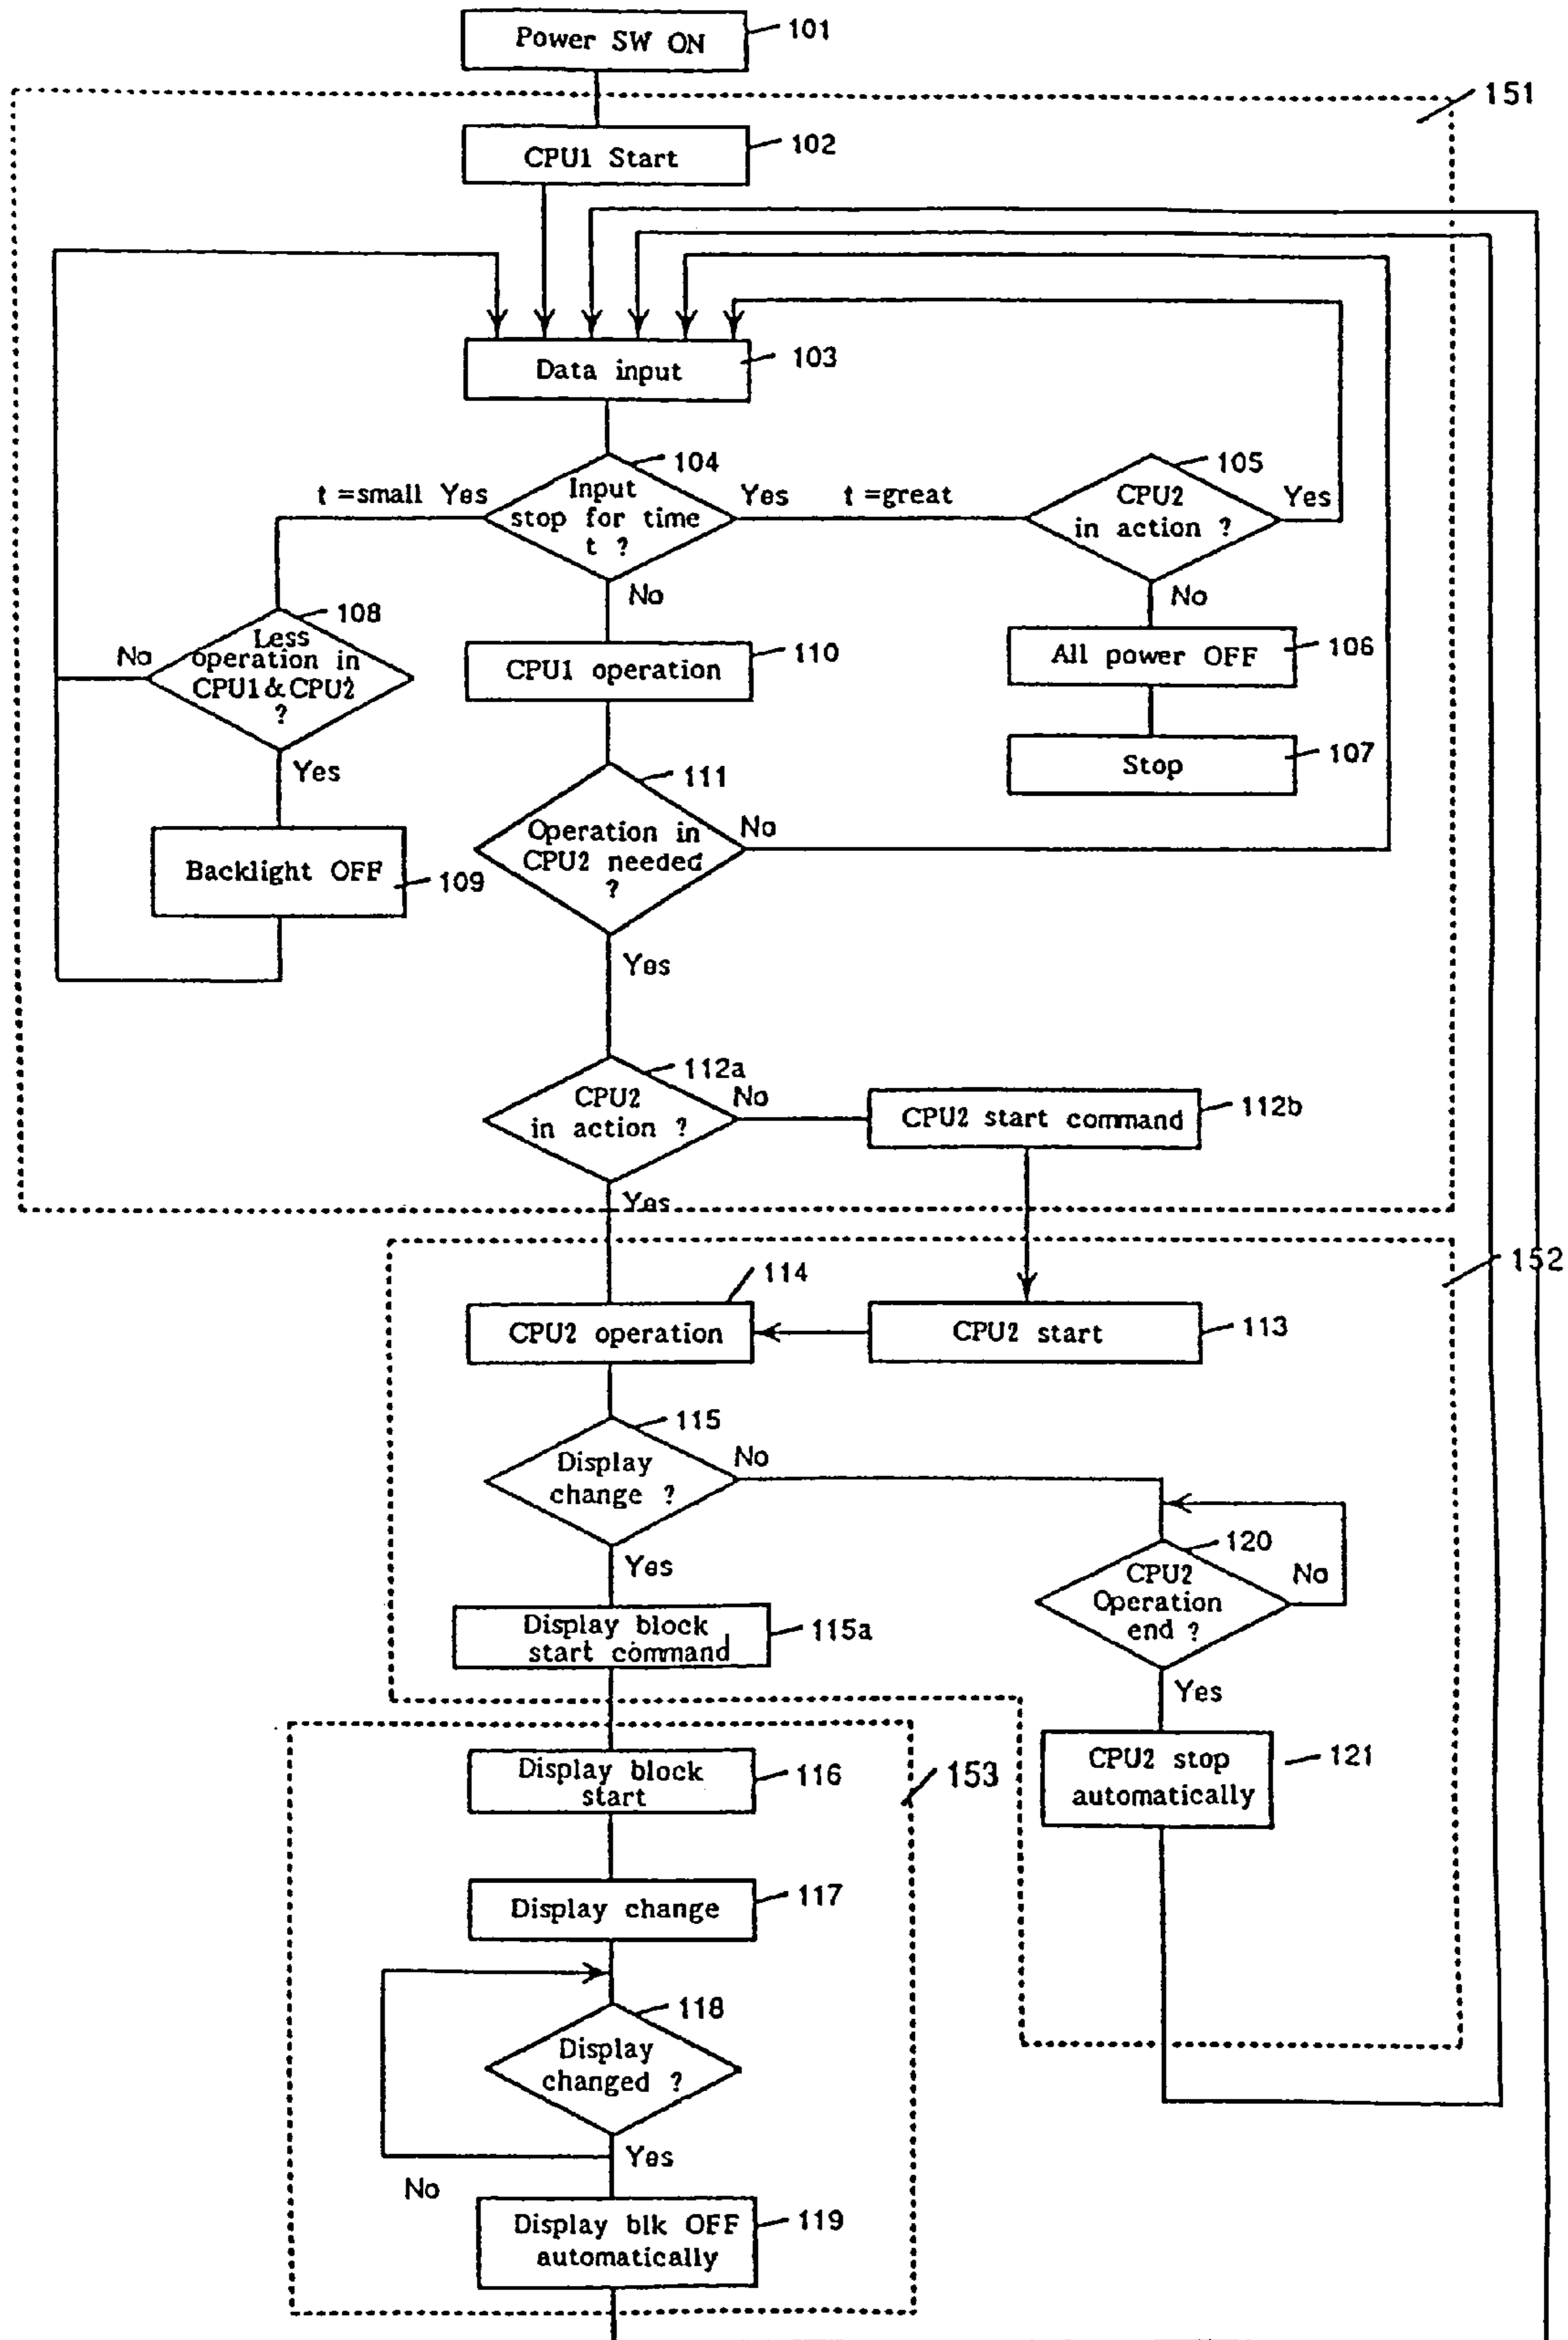 Power SW ON
101
151
CPU1 Start
102
Data input
103
104
105
t =small Yes
Input
stop for time
t ?
Yes
t =great
CPU2
in action ?
Yes
No
No
108
No
Less
operation in
CPU1 & CPU2
?
CPU1 operation
110
All power OFF
106
Yes
111
Stop
107
Operation in
CPU2 needed
?
No
Backlight OFF
109
Yes
112a
CPU2
in action ?
No
CPU2 start command
112b
Yes
152
114
CPU2 operation
CPU2 start
113
115
Display
change ?
No
120
Yes
CPU2
Operation
end ?
No
Display block
start command
115a
Yes
Display block
start
116
153
CPU2 stop
automatically
121
Display change
117
118
Display
changed ?
Yes
No
Display blk OFF
automatically
119